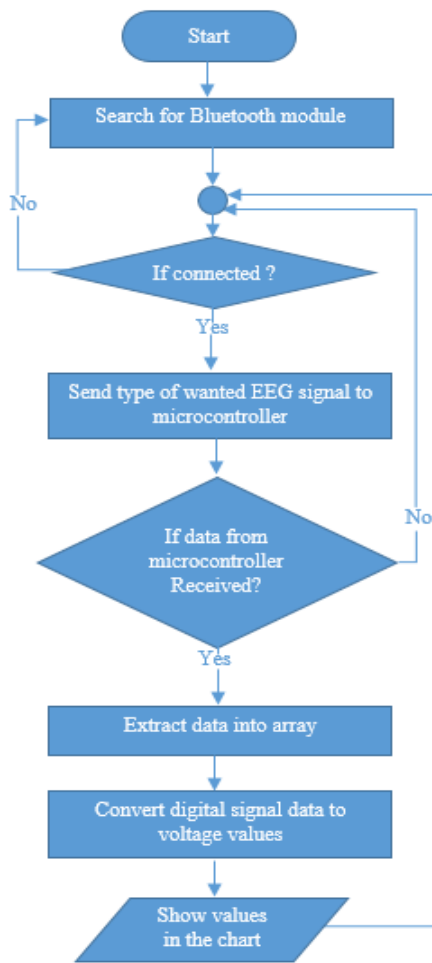 Start
Search for Bluetooth module
No
If connected ?
Yes
Send type of wanted EEG signal to
microcontroller
If data from
microcontroller
Received?
No
Yes
Extract data into array
Convert digital signal data to
voltage values
Show values
in the chart